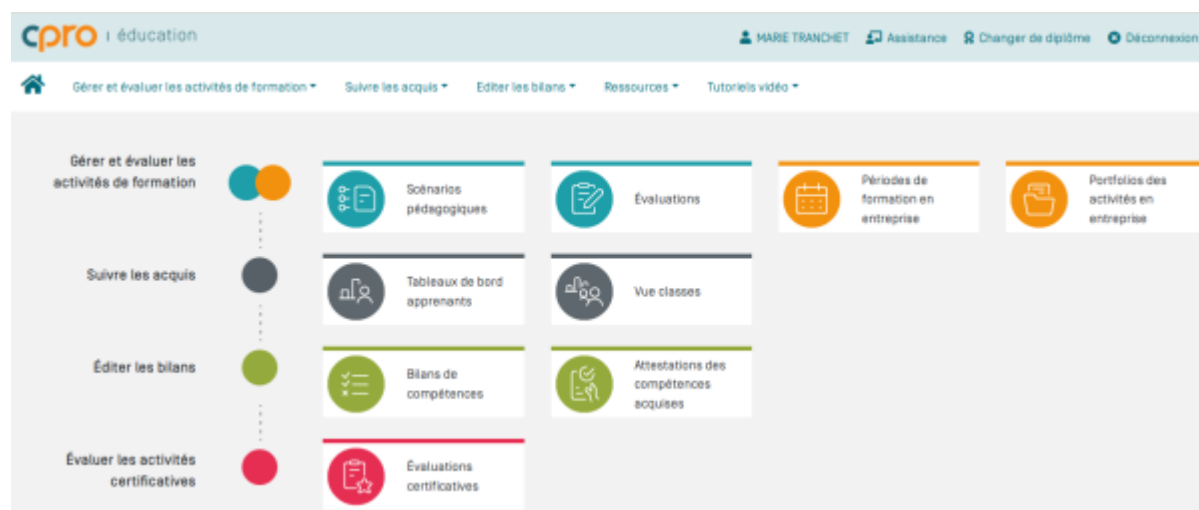 cpro | éducation
MARIE TRANCHET Assistance Changer de diplôme Déconnexion
Gérer et évaluer les activités de formation Suivre les acquis Editer les bilans Ressources Tutoriels vidéo
Gérer et évaluer les
activités de formation
Scénarios
pédagogiques
Évaluations
Périodes de
formation en
entreprise
Portfolios des
activités en
entreprise
Suivre les acquis
Tableaux de bord
apprenants
Vue classes
Éditer les bilans
Bilans de
compétences
Attestations des
compétences
acquises
Évaluer les activités
certificatives
Évaluations
certificatives